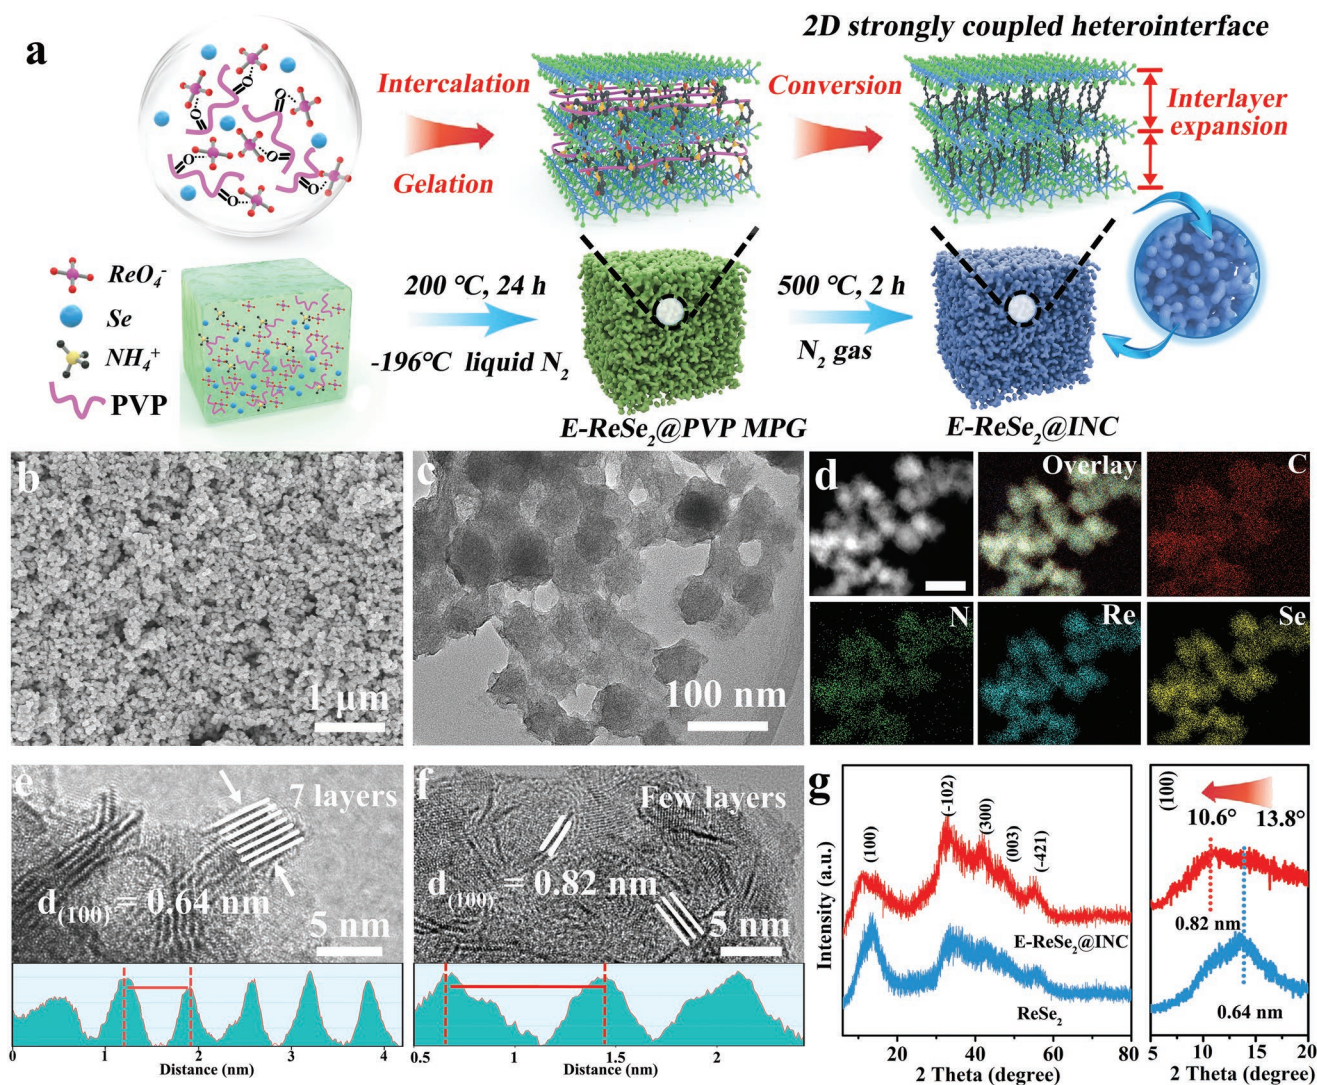 a
2D strongly coupled heterointerface
Intercalation
Gelation
Conversion
Interlayer
expansion
O
O
O
O
O
O
O
O
ReO₄⁻
Se
NH₄⁺
PVP
200 °C, 24 h
-196°C liquid N₂
500 °C, 2 h
N₂ gas
E-ReSe₂@PVP MPG
E-ReSe₂@INC
b
1 μm
c
100 nm
d
Overlay
C
N
Re
Se
e
7 layers
d₍₁₀₀₎ = 0.64 nm
5 nm
0 1 2 3 4
Distance (nm)
f
Few layers
d₍₁₀₀₎ = 0.82 nm
5 nm
0.5 1 1.5 2
Distance (nm)
g
Intensity (a.u.)
(100)
(-102)
(300)
(003)
(-421)
E-ReSe₂@INC
ReSe₂
20 40 60 80
2 Theta (degree)
(100)
10.6° 13.8°
0.82 nm
0.64 nm
5 10 15 20
2 Theta (degree)